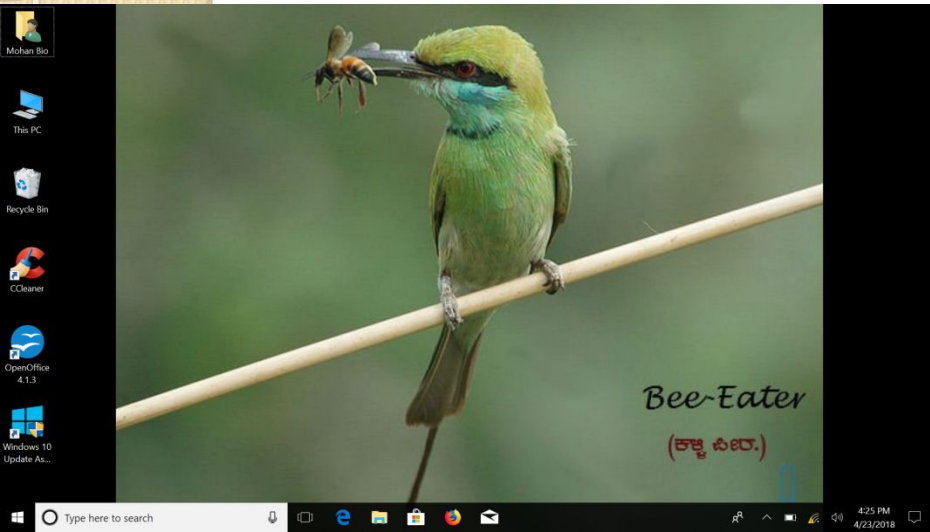 Mohan Bio
This PC
Recycle Bin
CCleaner
OpenOffice
4.1.3
Windows 10
Update As...
Bee-Eater
(ಕಳ್ಳಿ ಪೀರ.)
Type here to search
4:25 PM
4/23/2018